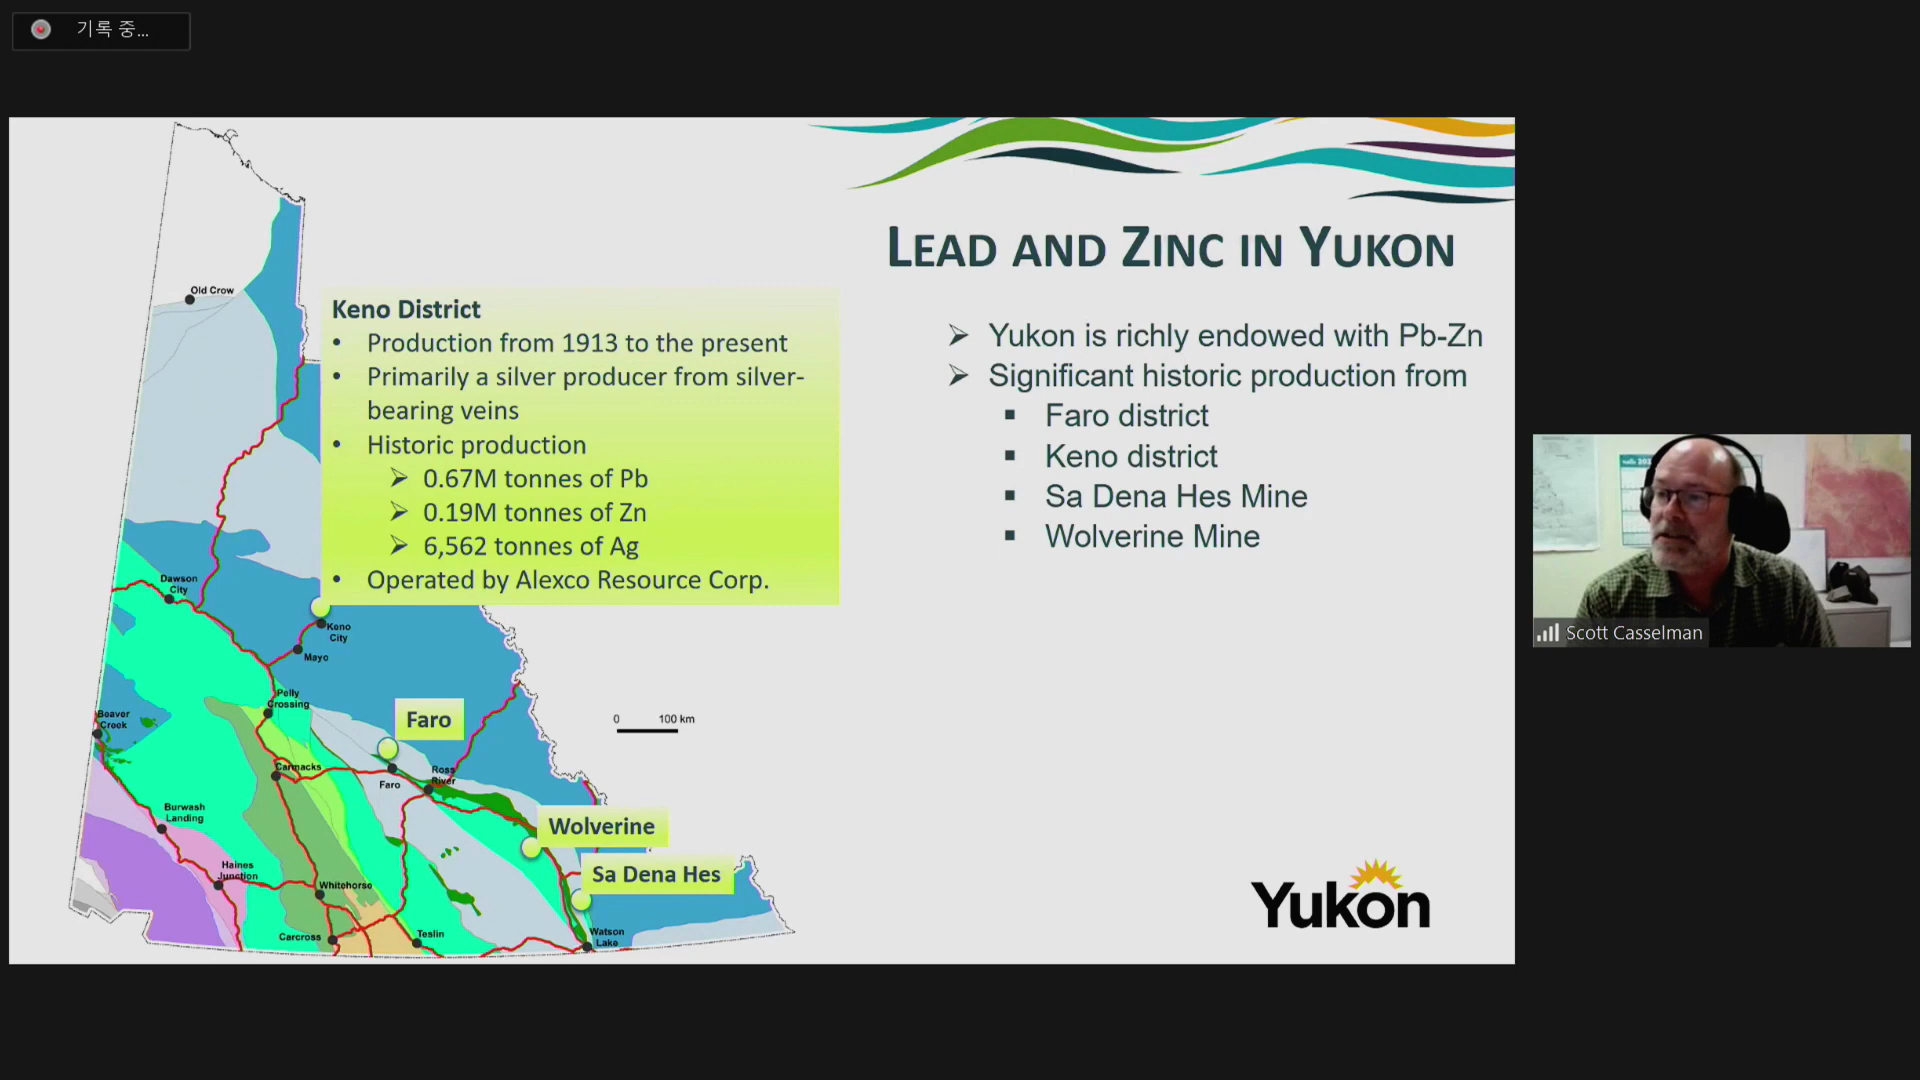 기록 중...
LEAD AND ZINC IN YUKON
Yukon is richly endowed with Pb-Zn
Significant historic production from
Faro district
Keno district
Sa Dena Hes Mine
Wolverine Mine
Keno District
Production from 1913 to the present
Primarily a silver producer from silver-
bearing veins
Historic production
0.67M tonnes of Pb
0.19M tonnes of Zn
6,562 tonnes of Ag
Operated by Alexco Resource Corp.
Old Crow
Dawson
City
Keno
City
Mayo
Pelly
Crossing
Beaver
Creek
Faro
0 100 km
Carmacks
Ross
River
Faro
Burwash
Landing
Wolverine
Haines
Junction
Sa Dena Hes
Whitehorse
Carcross
Teslin
Watson
Lake
Yukon
Scott Casselman